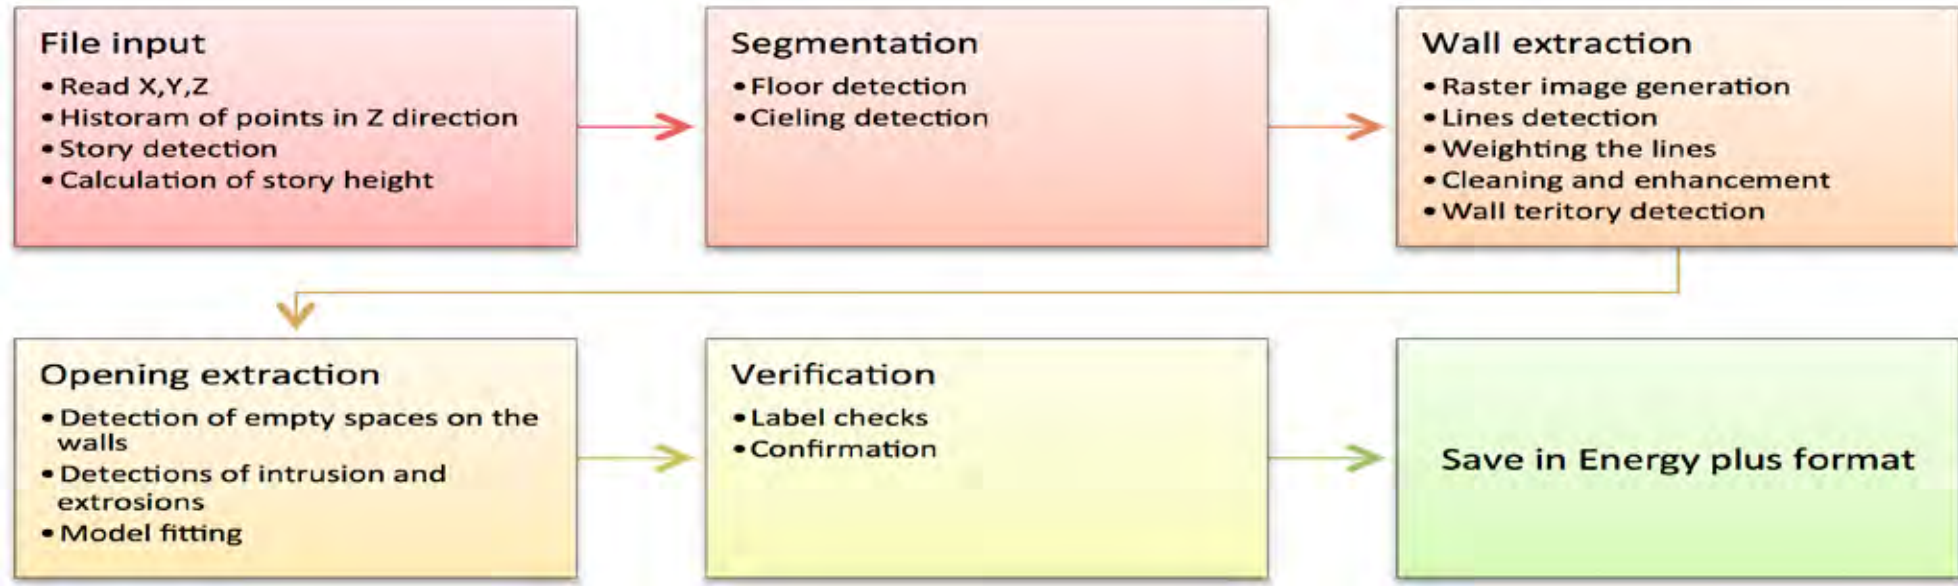 File input
• Read X,Y,Z
• Historam of points in Z direction
• Story detection
• Calculation of story height
Segmentation
• Floor detection
• Cieling detection
Wall extraction
• Raster image generation
• Lines detection
• Weighting the lines
• Cleaning and enhancement
• Wall teritory detection
Opening extraction
• Detection of empty spaces on the
walls
• Detections of intrusion and
extrosions
• Model fitting
Verification
• Label checks
• Confirmation
Save in Energy plus format